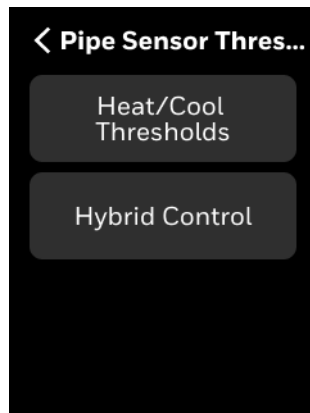 Pipe Sensor Thres...
Heat/Cool
Thresholds
Hybrid Control